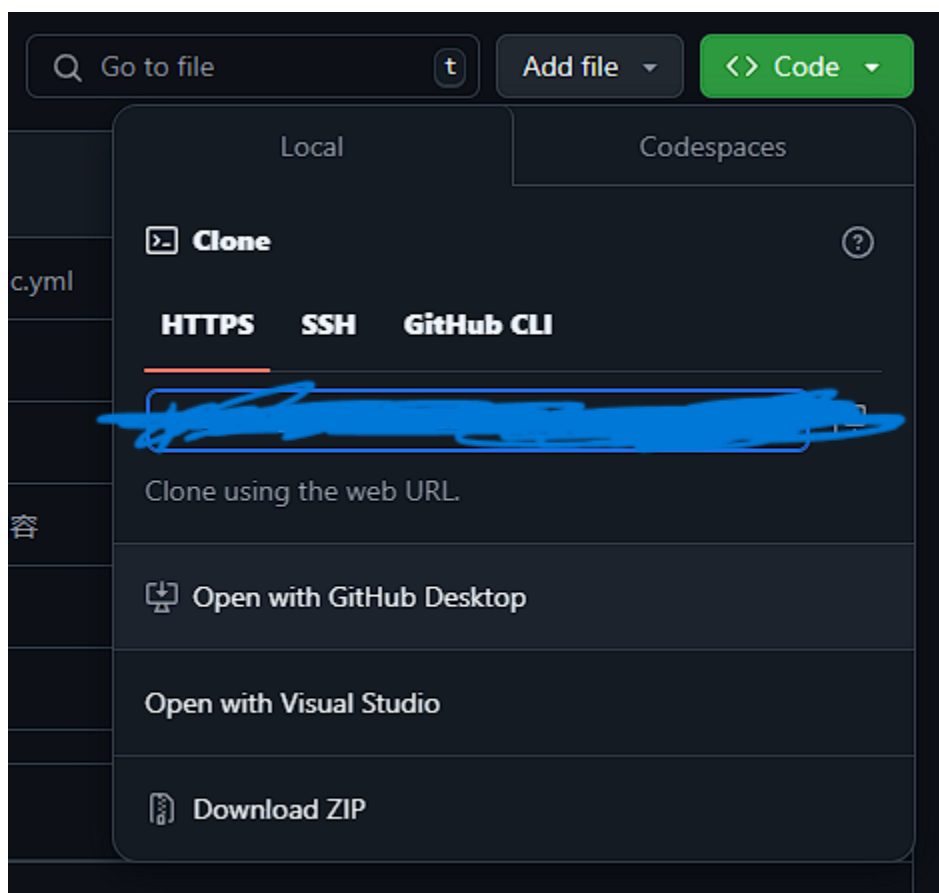 Go to file t Add file Code
Local Codespaces
Clone
c.yml
HTTPS SSH GitHub CLI
Clone using the web URL.
容
Open with GitHub Desktop
Open with Visual Studio
Download ZIP